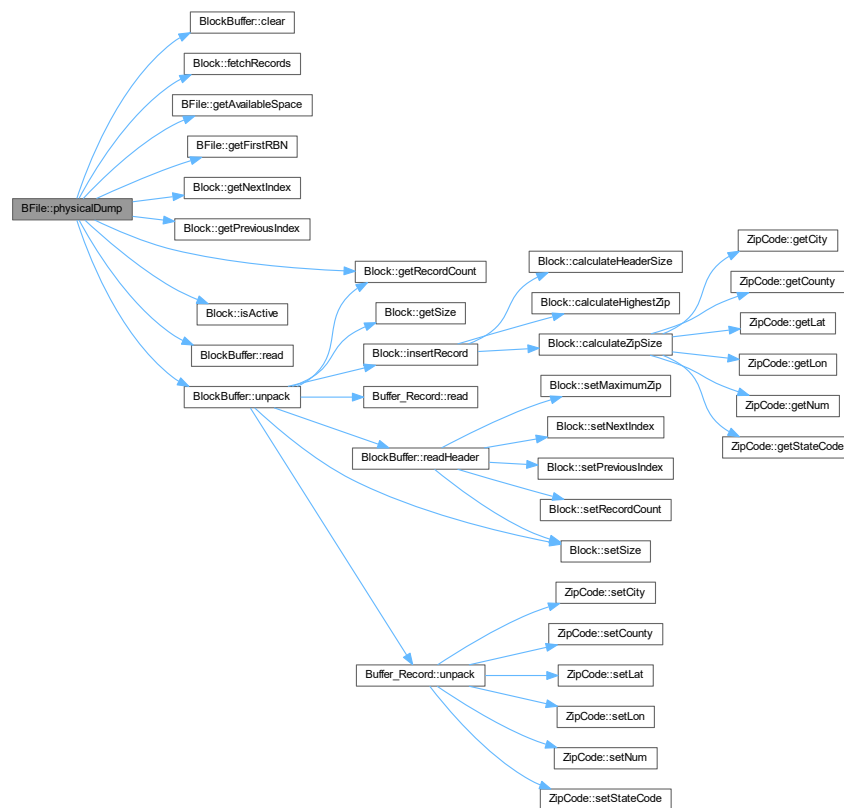 BlockBuffer::clear
Block::fetchRecords
BFile::getAvailableSpace
BFile::getFirstRBN
Block::getNextIndex
BFile::physicalDump
Block::getPreviousIndex
Block::getRecordCount
Block::isActive
Block::getSize
BlockBuffer::read
Block::insertRecord
BlockBuffer::unpack
Buffer_Record::read
BlockBuffer::readHeader
Block::calculateHeaderSize
Block::calculateHighestZip
Block::calculateZipSize
ZipCode::getCity
ZipCode::getCounty
ZipCode::getLat
ZipCode::getLon
ZipCode::getNum
ZipCode::getStateCode
Block::setMaximumZip
Block::setNextIndex
Block::setPreviousIndex
Block::setRecordCount
Block::setSize
Buffer_Record::unpack
ZipCode::setCity
ZipCode::setCounty
ZipCode::setLat
ZipCode::setLon
ZipCode::setNum
ZipCode::setStateCode